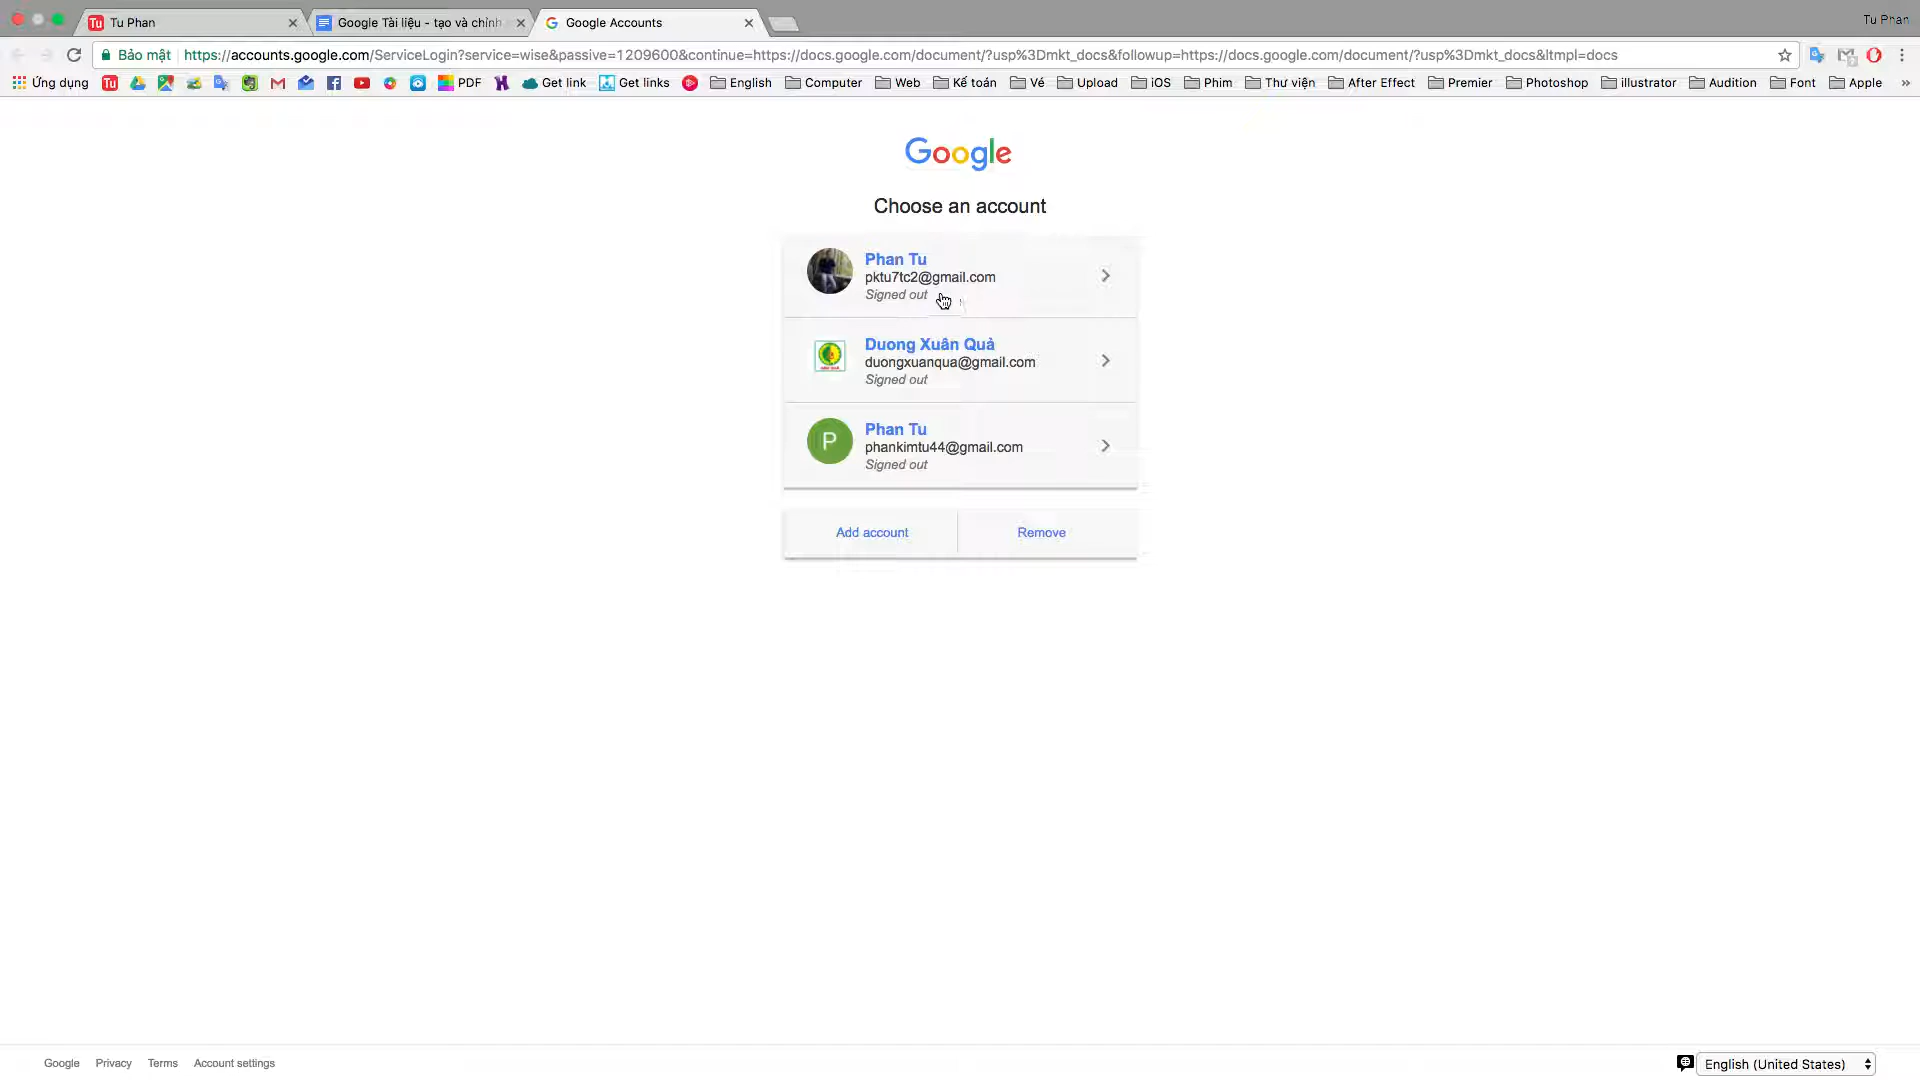 Tu Phan
Google Tài liệu - tạo và chỉnh
Google Accounts
Tu Phan
Bảo mật
https://accounts.google.com/ServiceLogin?service=wise&passive=1209600&continue=https://docs.google.com/document/?usp%3Dmkt_docs&followup=https://docs.google.com/document/?usp%3Dmkt_docs&ltmpl=docs
Ứng dụng
Tu
PDF
Get link
Get links
English
Computer
Web
Kế toán
Vé
Upload
iOS
Phim
Thư viện
After Effect
Premier
Photoshop
illustrator
Audition
Font
Apple
Google
Choose an account
Phan Tu
pktu7tc2@gmail.com
Signed out
Duong Xuân Quả
duongxuanqua@gmail.com
Signed out
P
Phan Tu
phankimtu44@gmail.com
Signed out
Add account
Remove
Google
Privacy
Terms
Account settings
English (United States)